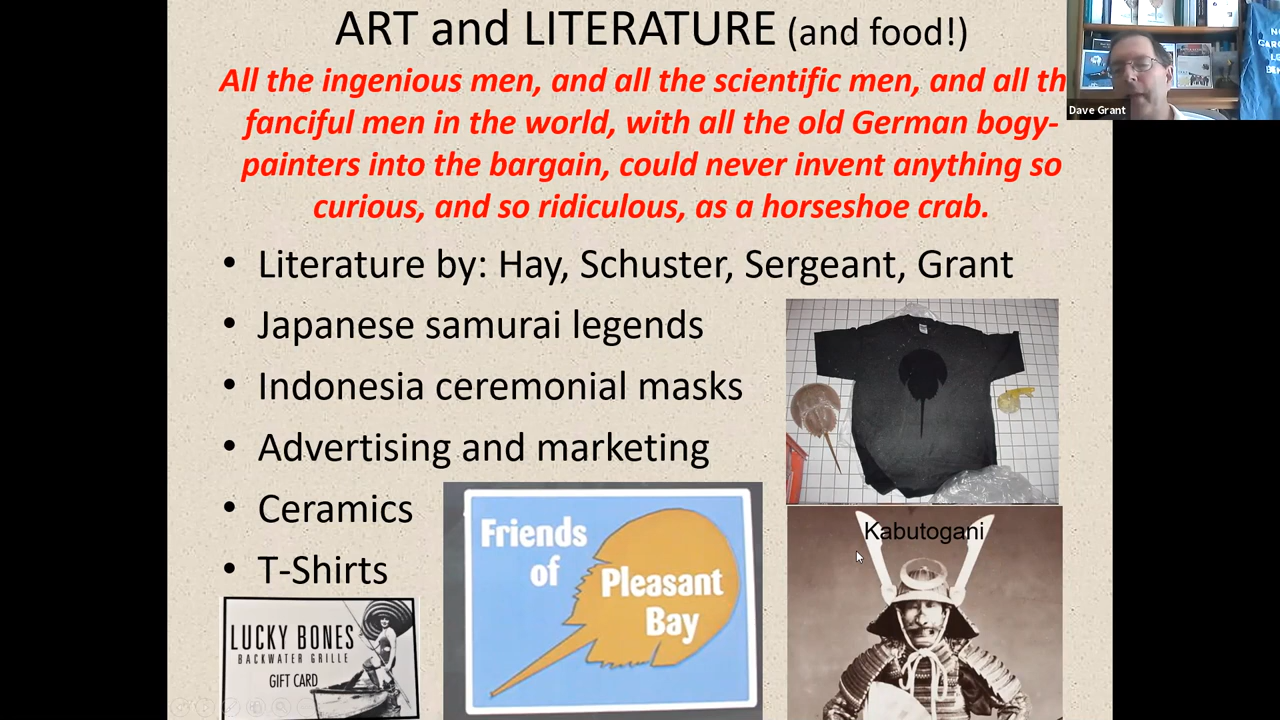 ART and LITERATURE (and food!)
All the ingenious men, and all the scientific men, and all th
fanciful men in the world, with all the old German bogy-
painters into the bargain, could never invent anything so
curious, and so ridiculous, as a horseshoe crab.
• Literature by: Hay, Schuster, Sergeant, Grant
• Japanese samurai legends
• Indonesia ceremonial masks
• Advertising and marketing
• Ceramics
• T-Shirts
Friends
of
Pleasant
Bay
Kabutogani
LUCKY BONES
BACKWATER GRILLE
GIFT CARD
Dave Grant